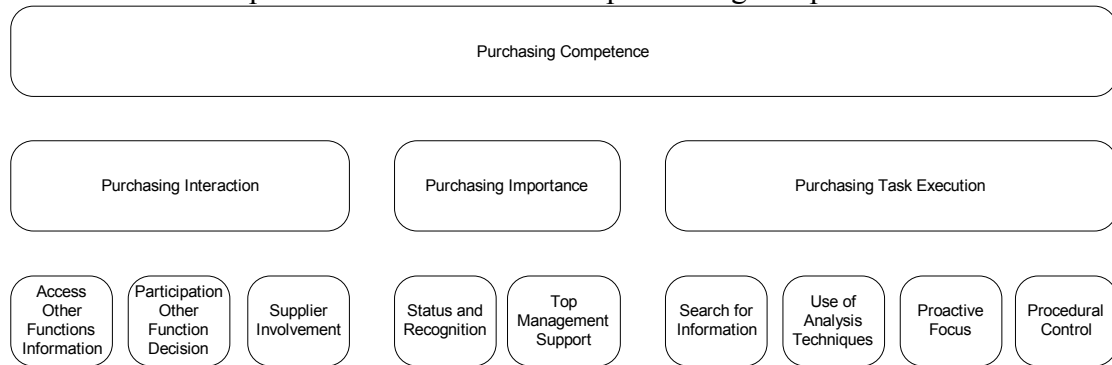 Purchasing Competence
Purchasing Interaction
Purchasing Importance
Purchasing Task Execution
Access
Other
Functions
Information
Participation
Other
Function
Decision
Supplier
Involvement
Status and
Recognition
Top
Management
Support
Search for
Information
Use of
Analysis
Techniques
Proactive
Focus
Procedural
Control